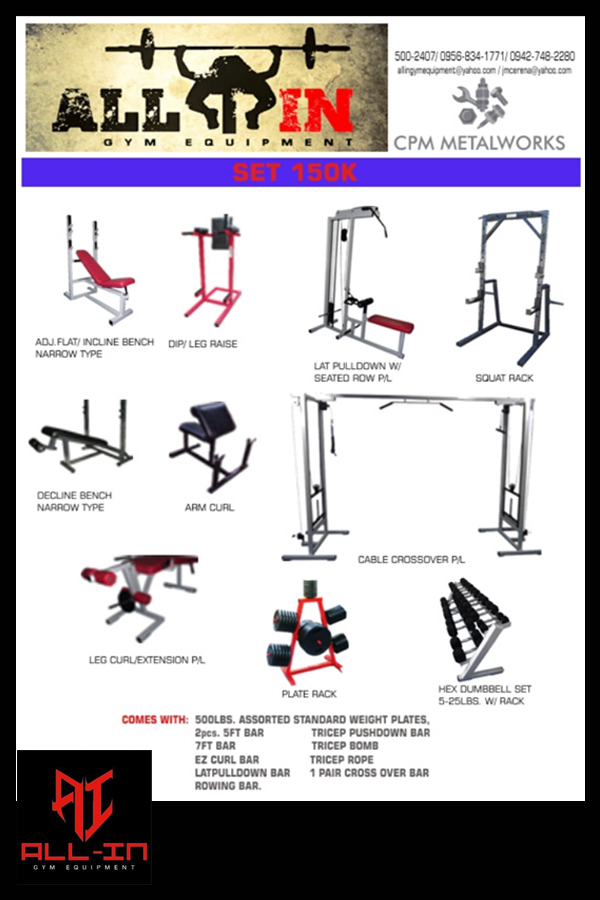 ALL IN
GYM EQUIPMENT
500-2407/ 0956-834-1771/ 0942-748-2280
allingymequipment@yahoo.com / jmcerena@yahoo.com
CPM METALWORKS
SET 150K
ADJ.FLAT/ INCLINE BENCH
NARROW TYPE
DIP/ LEG RAISE
LAT PULLDOWN W/
SEATED ROW P/L
SQUAT RACK
DECLINE BENCH
NARROW TYPE
ARM CURL
CABLE CROSSOVER P/L
LEG CURL/EXTENSION P/L
PLATE RACK
HEX DUMBBELL SET
5-25LBS. W/ RACK
COMES WITH: 500LBS. ASSORTED STANDARD WEIGHT PLATES,
2pcs. 5FT BAR TRICEP PUSHDOWN BAR
7FT BAR TRICEP BOMB
EZ CURL BAR TRICEP ROPE
LATPULLDOWN BAR 1 PAIR CROSS OVER BAR
ROWING BAR.
AI
ALL-IN
GYM EQUIPMENT